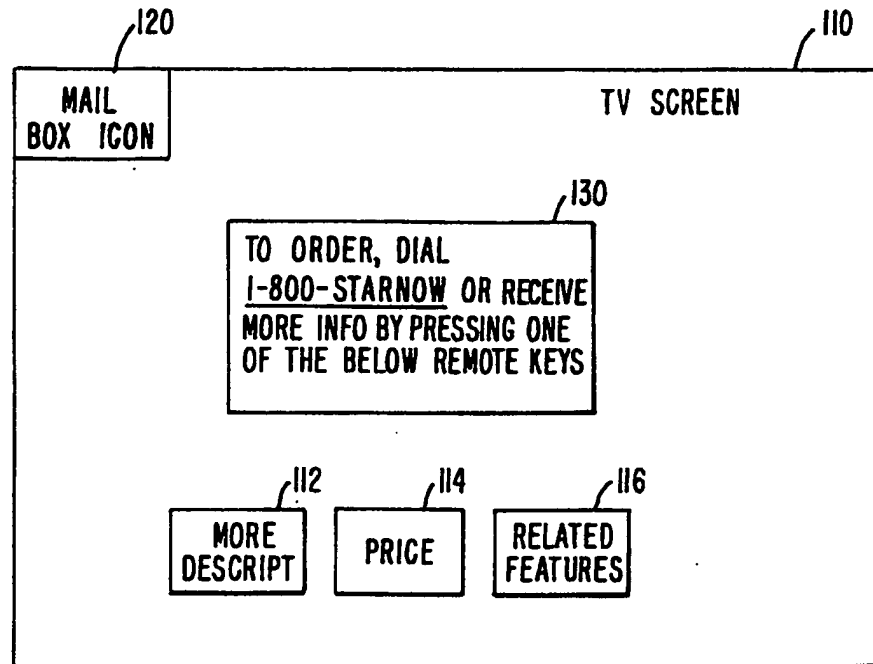 120
110
MAIL
BOX ICON
TV SCREEN
130
TO ORDER, DIAL
1-800-STARNOW OR RECEIVE
MORE INFO BY PRESSING ONE
OF THE BELOW REMOTE KEYS
112
114
116
MORE
DESCRIPT
PRICE
RELATED
FEATURES